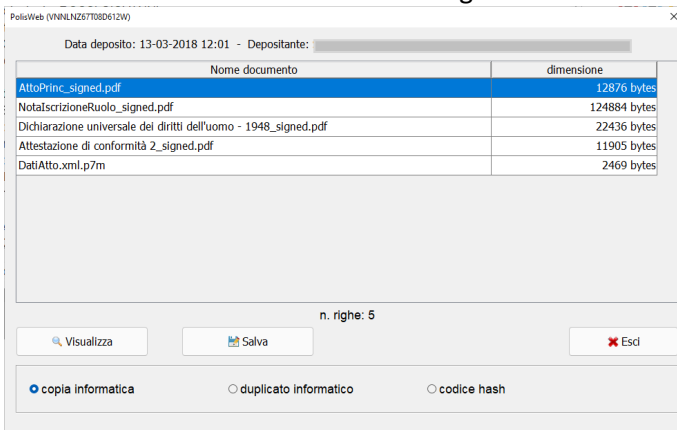 PolisWeb (VNNLNZ67T08D612W)
Data deposito: 13-03-2018 12:01 - Depositante:
Nome documento dimensione
AttoPrinc_signed.pdf 12876 bytes
NotaIscrizioneRuolo_signed.pdf 124884 bytes
Dichiarazione universale dei diritti dell'uomo - 1948_signed.pdf 22436 bytes
Attestazione di conformità 2_signed.pdf 11905 bytes
DatiAtto.xml.p7m 2469 bytes
n. righe: 5
Visualizza Salva Esci
copia informatica duplicato informatico codice hash